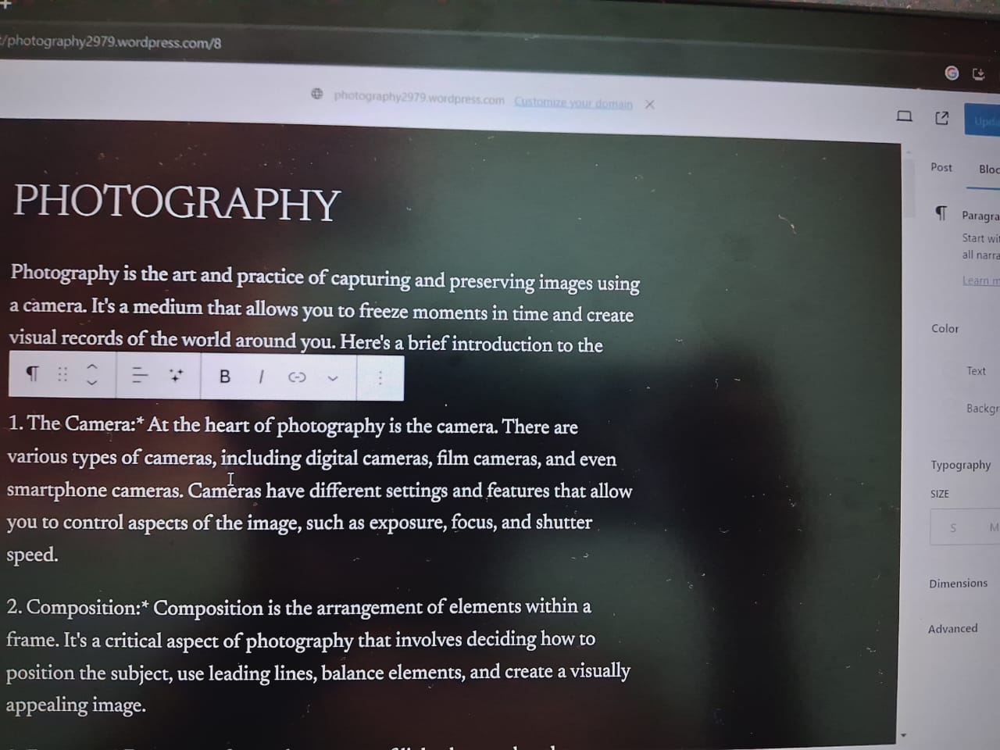 /photography2979.wordpress.com/8
photography2979.wordpress.com Customize your domain
Post
PHOTOGRAPHY
Photography is the art and practice of capturing and preserving images using
a camera. It's a medium that allows you to freeze moments in time and create
visual records of the world around you. Here's a brief introduction to the
B I
1. The Camera:* At the heart of photography is the camera. There are
various types of cameras, including digital cameras, film cameras, and even
smartphone cameras. Cameras have different settings and features that allow
you to control aspects of the image, such as exposure, focus, and shutter
speed.
2. Composition:* Composition is the arrangement of elements within a
frame. It's a critical aspect of photography that involves deciding how to
position the subject, use leading lines, balance elements, and create a visually
appealing image.
Start
all
Learn
Color
Text
Typography
SIZE
S M
Dimensions
Advanced